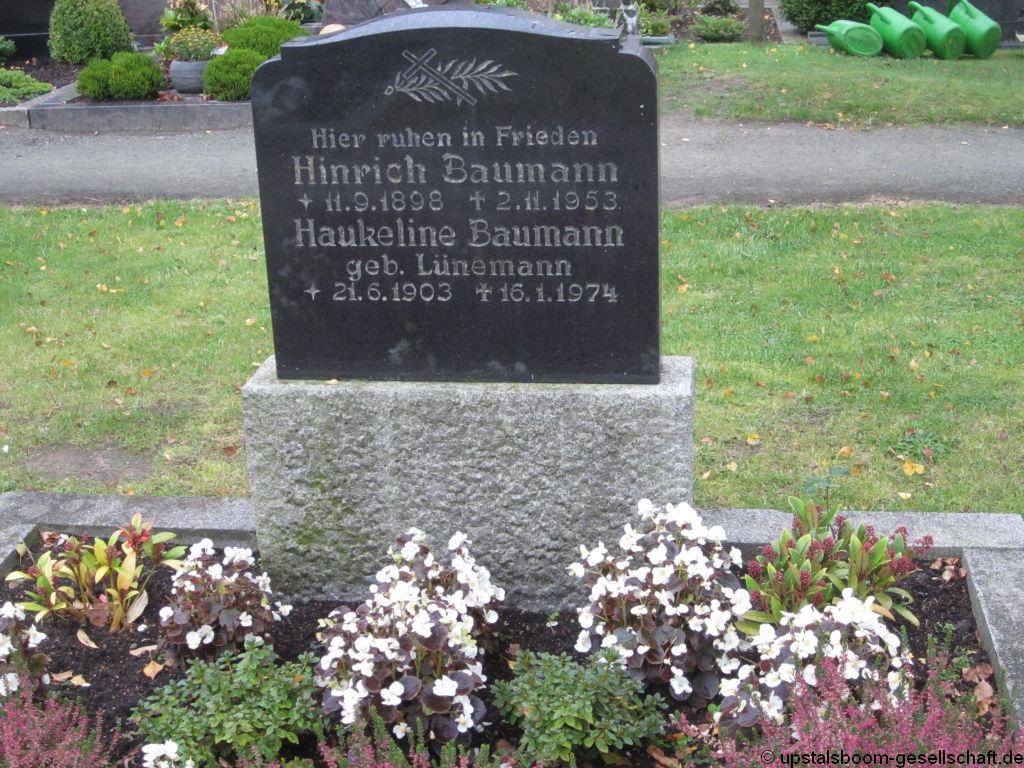 Hier ruhen in Frieden
Hinrich Baumann
+ 11.9.1898 + 2.11.1953
Haukeline Baumann
geb. Lünemann
+ 21.6.1903 + 16.1.1974
© upstalsboom-gesellschaft.de